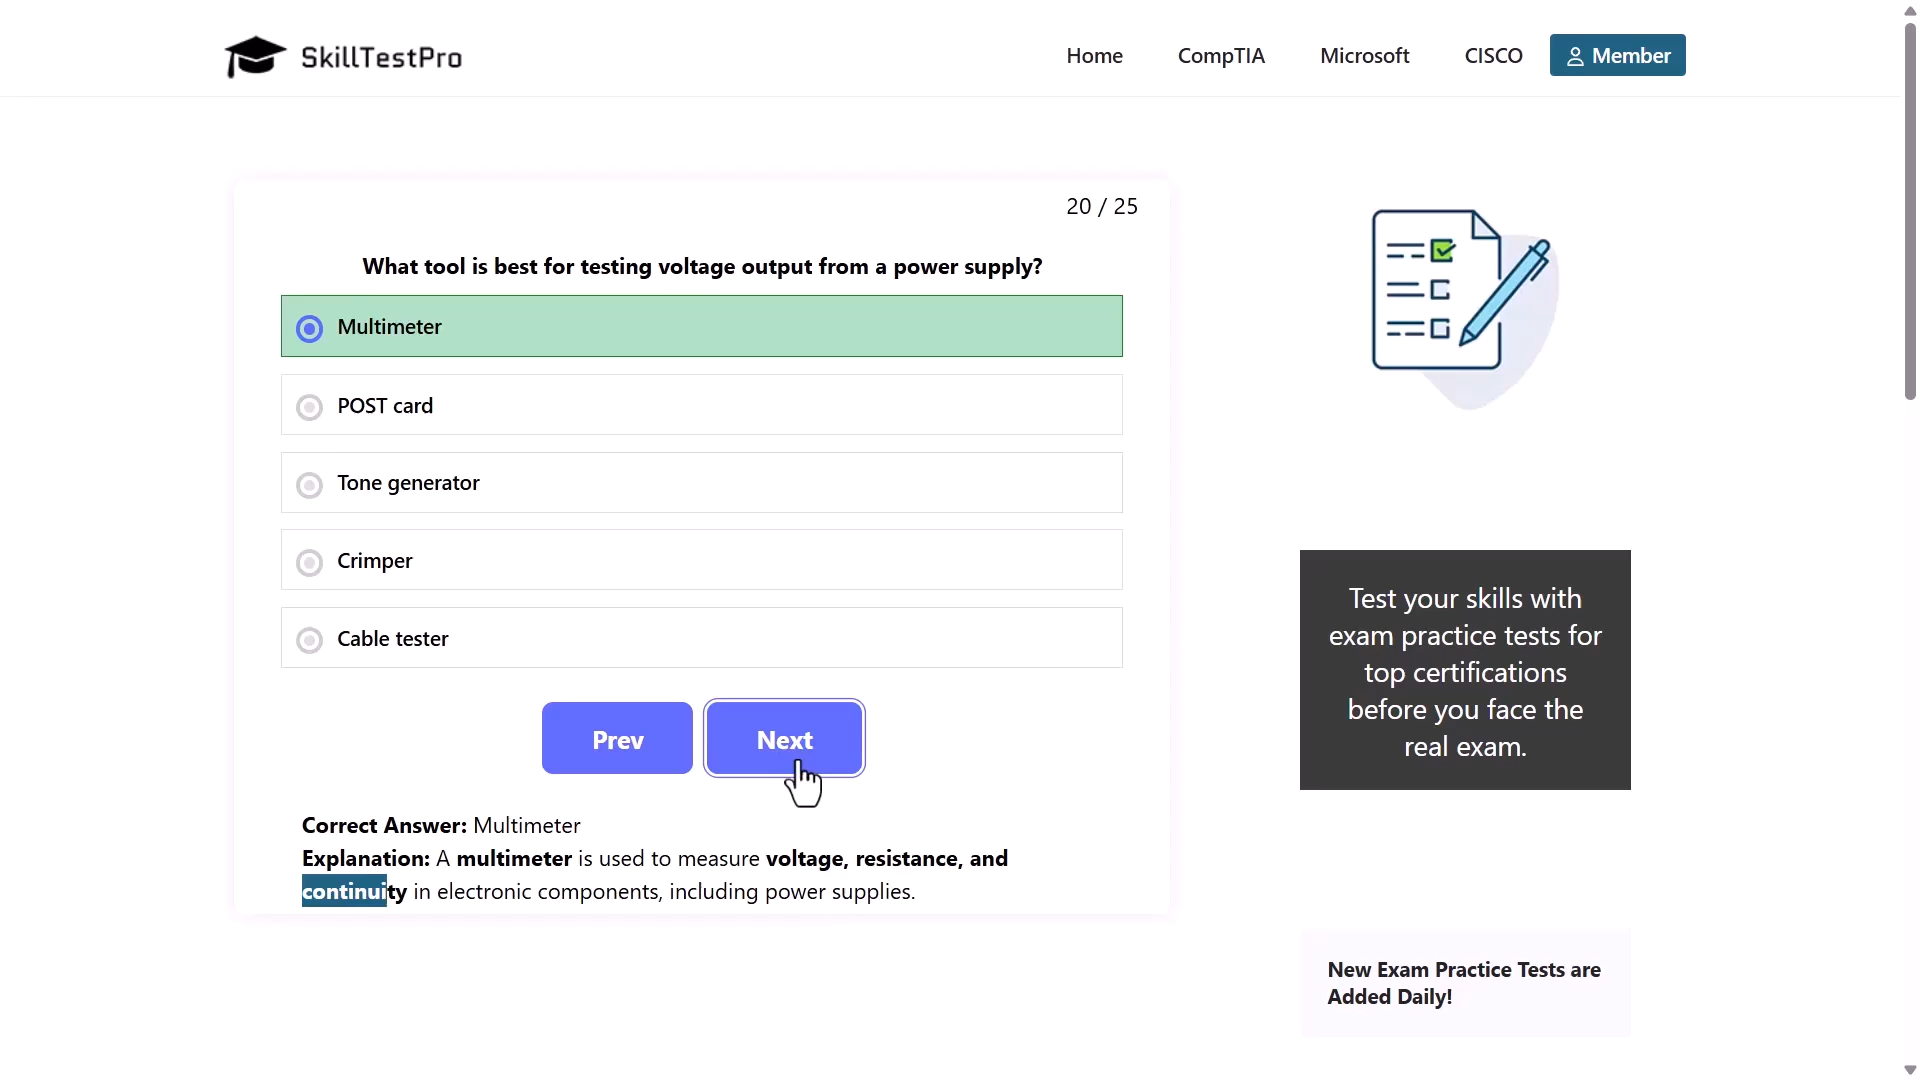 SkillTestPro
Home
CompTIA
Microsoft
CISCO
Member
20 / 25
What tool is best for testing voltage output from a power supply?
Multimeter
POST card
Tone generator
Crimper
Cable tester
Prev
Next
Correct Answer: Multimeter
Explanation: A multimeter is used to measure voltage, resistance, and
continuity in electronic components, including power supplies.
Test your skills with
exam practice tests for
top certifications
before you face the
real exam.
New Exam Practice Tests are
Added Daily!